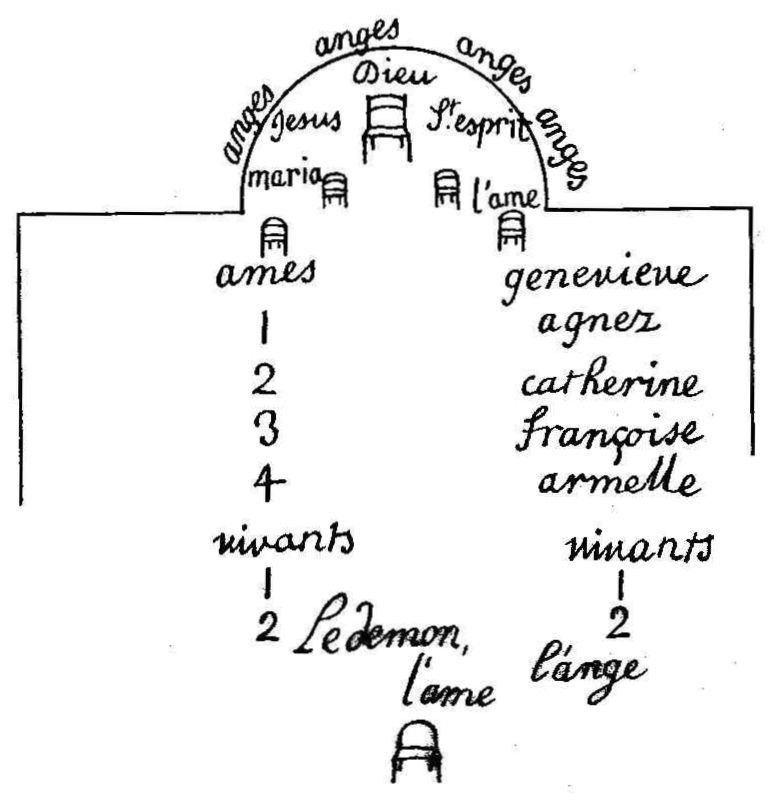 anges anges
anges anges
Dieu
Jesus St. esprit
maria l'ame
ames genevieve
1 agnez
2 catherine
3 françoise
4 armelle
vivants vivants
1 1
2 Le demon, 2
l'ame l'ange